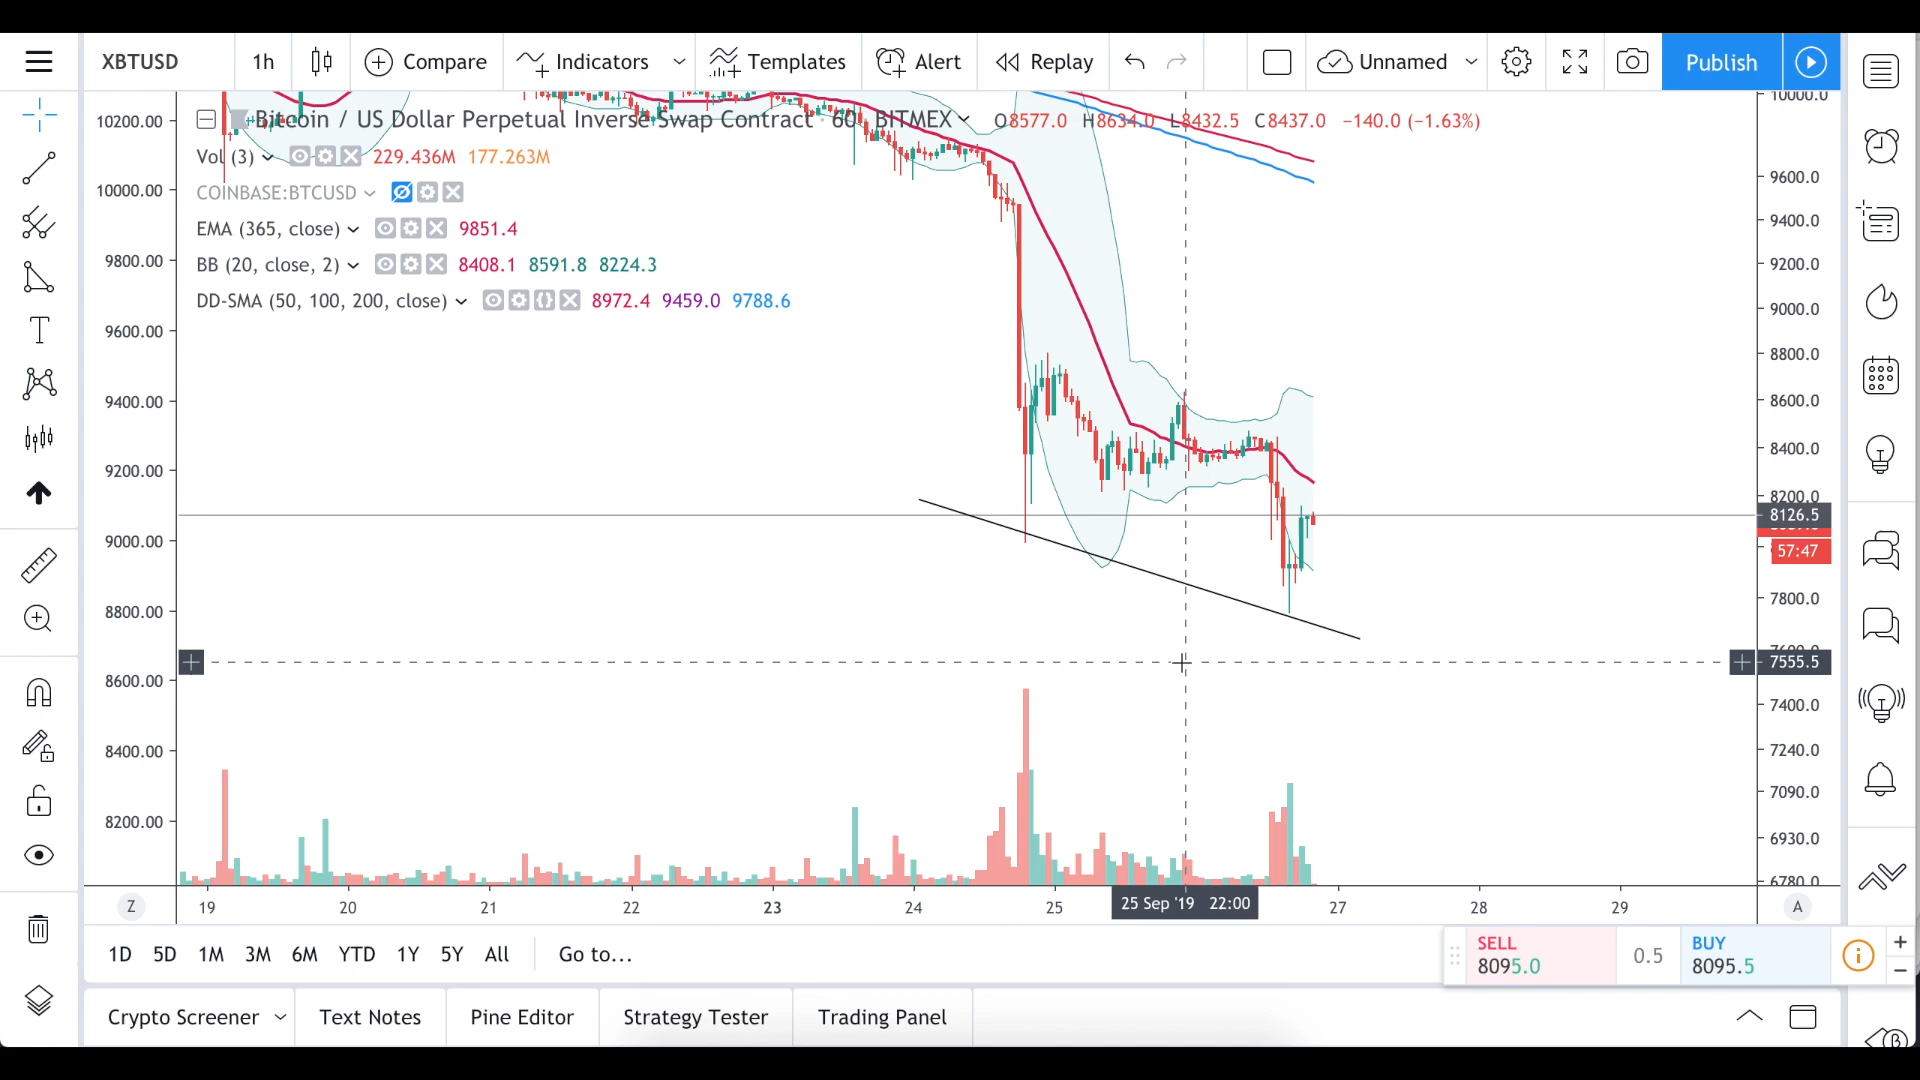 XBTUSD 1h Compare Indicators Templates Alert Replay Unnamed Publish
Bitcoin / US Dollar Perpetual Inverse Swap Contract · 60 BITMEX O8577.0 H8634.0 L8432.5 C8437.0 −140.0 (−1.63%)
Vol (3) 229.436M 177.263M
COINBASE:BTCUSD
EMA (365, close) 9851.4
BB (20, close, 2) 8408.1 8591.8 8224.3
DD-SMA (50, 100, 200, close) 8972.4 9459.0 9788.6
10200.00
10000.00
9800.00
9600.00
9400.00
9200.00
9000.00
8800.00
8600.00
8400.00
8200.00
10000.0
9600.0
9400.0
9200.0
9000.0
8800.0
8600.0
8400.0
8200.0
8126.5
57:47
7800.0
7555.5
7400.0
7240.0
7090.0
6930.0
6780.0
Z 19 20 21 22 23 24 25 25 Sep '19 22:00 27 28 29 A
1D 5D 1M 3M 6M YTD 1Y 5Y All Go to...
SELL
8095.0
0.5
BUY
8095.5
Crypto Screener Text Notes Pine Editor Strategy Tester Trading Panel